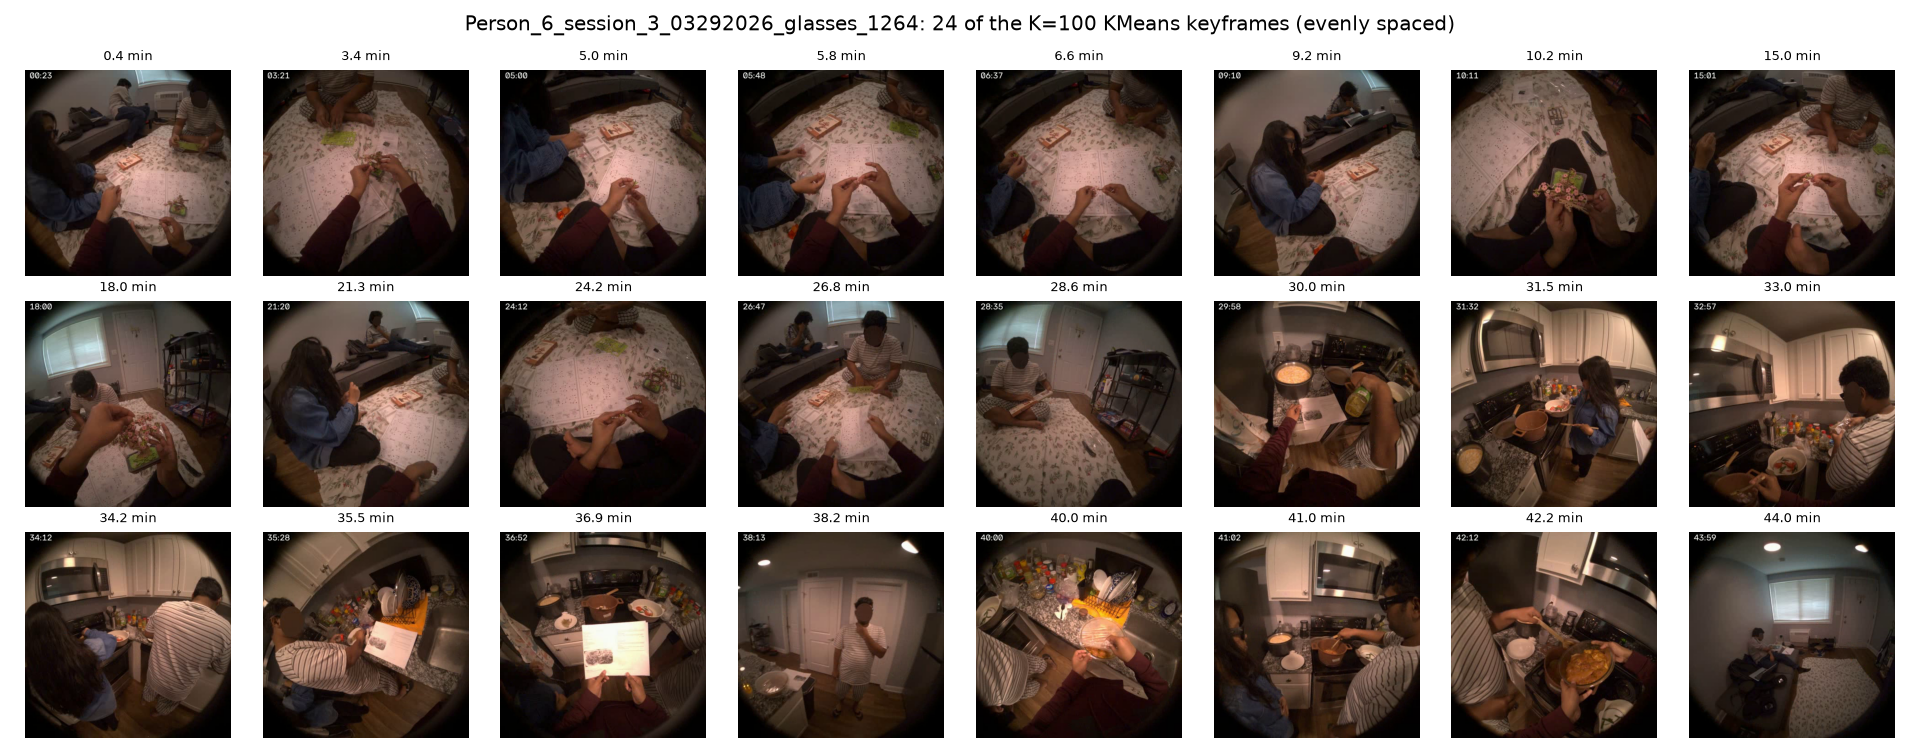 Person_6_session_3_03292026_glasses_1264: 24 of the K=100 KMeans keyframes (evenly spaced)
0.4 min
3.4 min
5.0 min
5.8 min
6.6 min
9.2 min
10.2 min
15.0 min
00:23
03:21
05:00
05:48
06:37
09:10
10:11
15:01
18.0 min
21.3 min
24.2 min
26.8 min
28.6 min
30.0 min
31.5 min
33.0 min
18:00
21:20
24:12
26:47
28:35
29:58
31:32
32:57
34.2 min
35.5 min
36.9 min
38.2 min
40.0 min
41.0 min
42.2 min
44.0 min
34:12
35:28
36:52
38:13
40:00
41:02
42:12
43:59